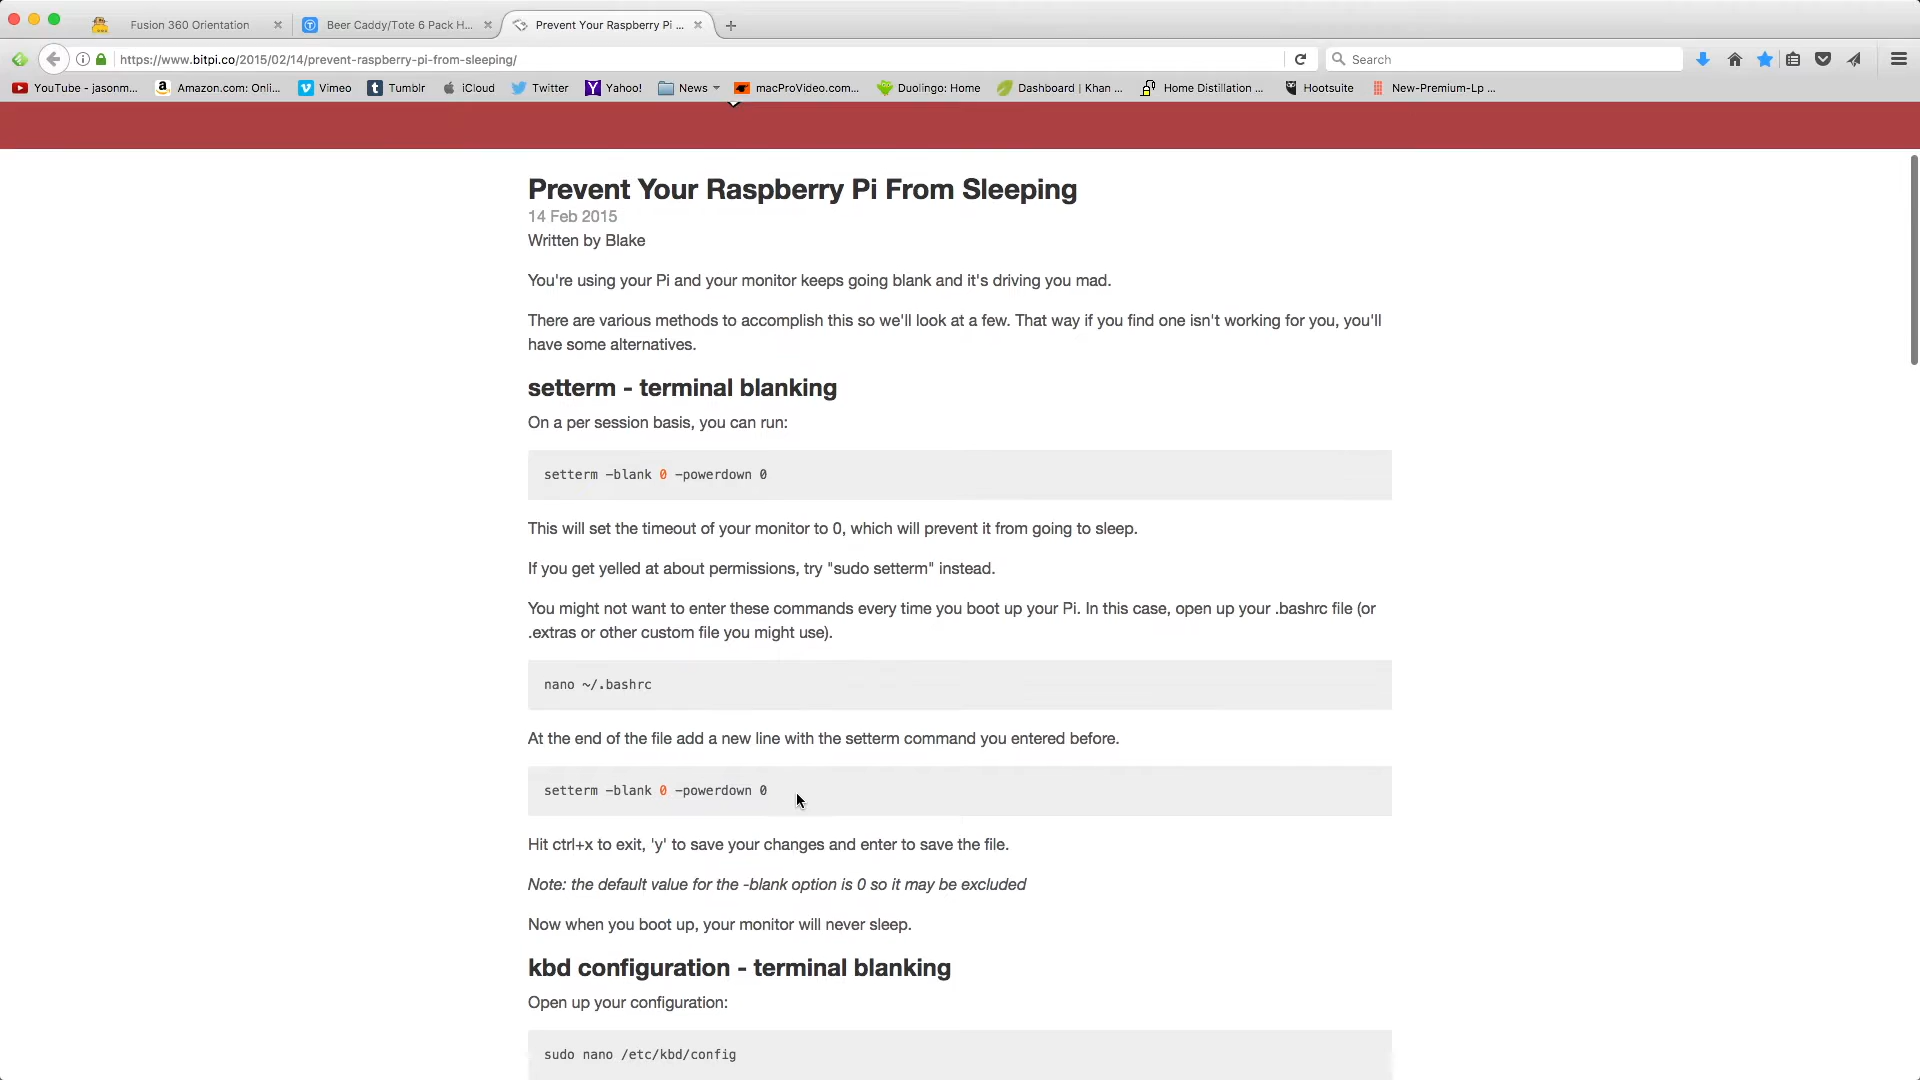 Fusion 360 Orientation
Beer Caddy/Tote 6 Pack H...
Prevent Your Raspberry Pi ...
https://www.bitpi.co/2015/02/14/prevent-raspberry-pi-from-sleeping/
Search
YouTube - jasonm...
Amazon.com: Onli...
Vimeo
Tumblr
iCloud
Twitter
Yahoo!
News
macProVideo.com...
Duolingo: Home
Dashboard | Khan ...
Home Distillation ...
Hootsuite
New-Premium-Lp ...
Prevent Your Raspberry Pi From Sleeping
14 Feb 2015
Written by Blake
You're using your Pi and your monitor keeps going blank and it's driving you mad.
There are various methods to accomplish this so we'll look at a few. That way if you find one isn't working for you, you'll
have some alternatives.
setterm - terminal blanking
On a per session basis, you can run:
setterm -blank 0 -powerdown 0
This will set the timeout of your monitor to 0, which will prevent it from going to sleep.
If you get yelled at about permissions, try "sudo setterm" instead.
You might not want to enter these commands every time you boot up your Pi. In this case, open up your .bashrc file (or
.extras or other custom file you might use).
nano ~/.bashrc
At the end of the file add a new line with the setterm command you entered before.
setterm -blank 0 -powerdown 0
Hit ctrl+x to exit, 'y' to save your changes and enter to save the file.
Note: the default value for the -blank option is 0 so it may be excluded
Now when you boot up, your monitor will never sleep.
kbd configuration - terminal blanking
Open up your configuration:
sudo nano /etc/kbd/config